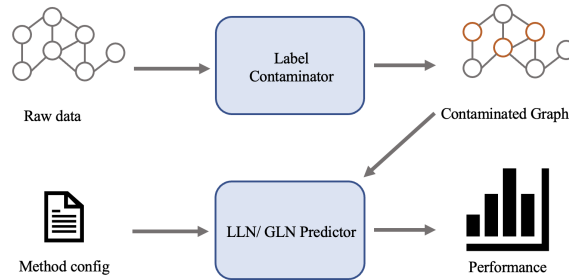 Label
Contaminator
Raw data
Contaminated Graph
LLN/ GLN Predictor
Method config
Performance